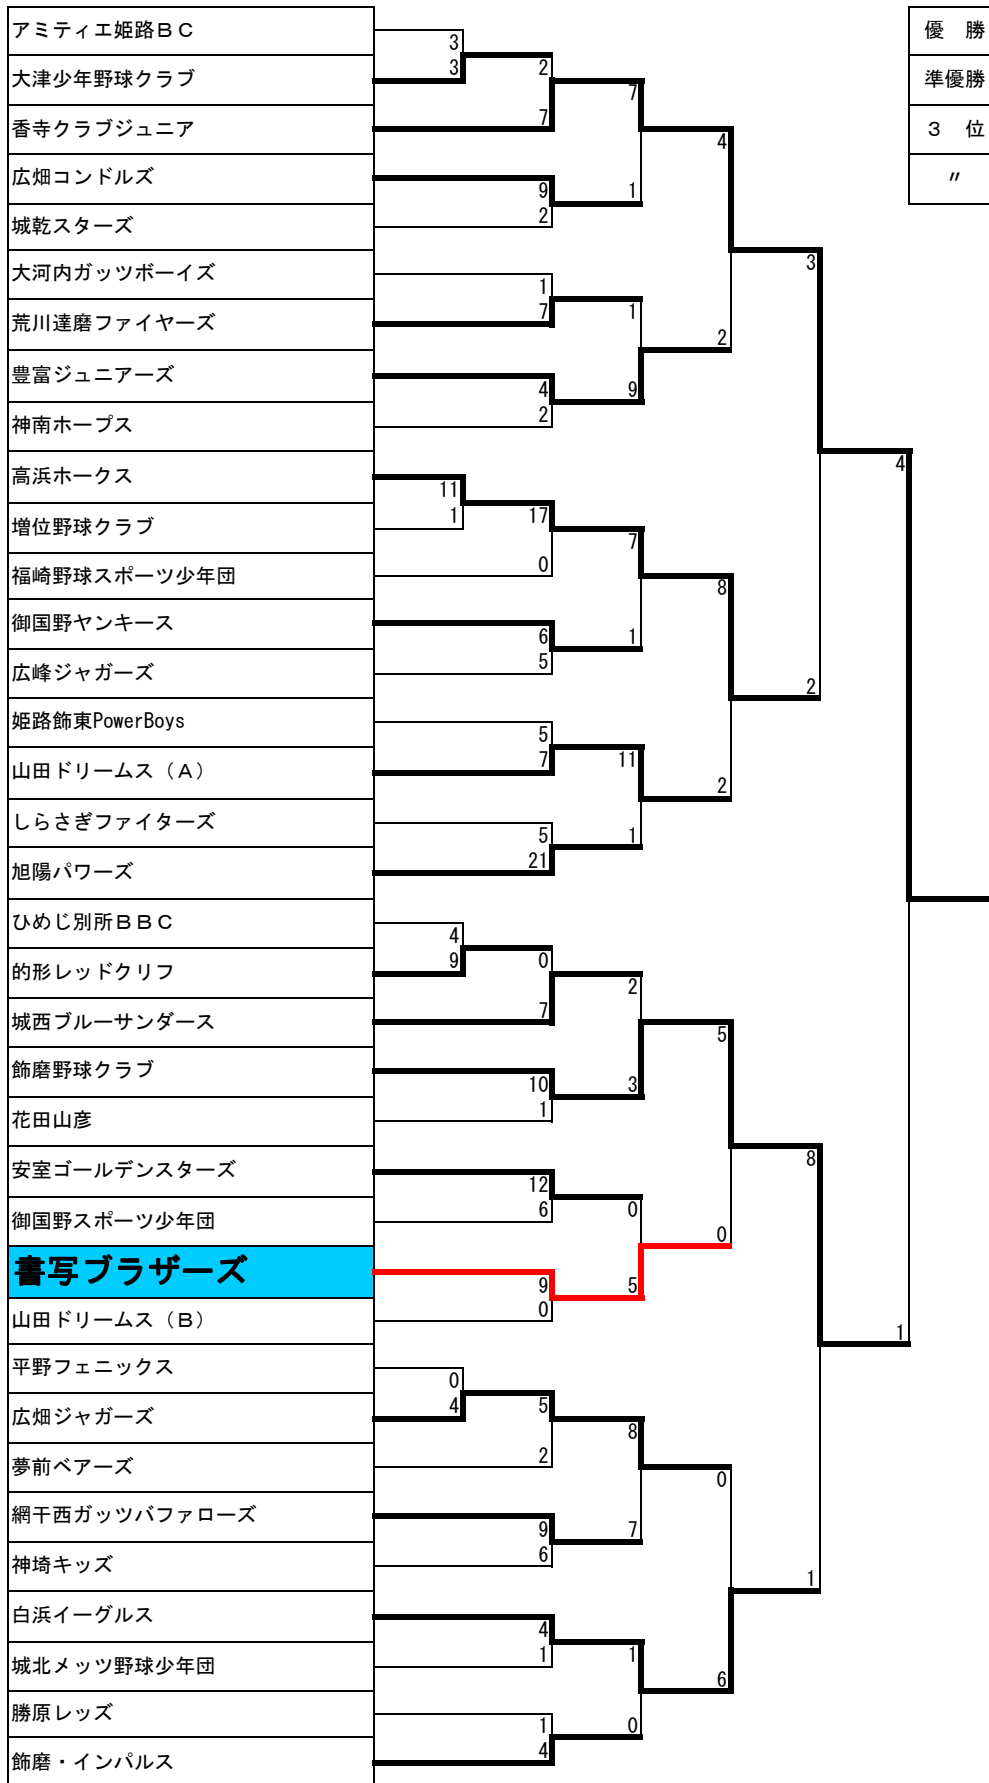 アミティエ姫路ＢＣ
大津少年野球クラブ
香寺クラブジュニア
広畑コンドルズ
城乾スターズ
大河内ガッツボーイズ
荒川達磨ファイヤーズ
豊富ジュニアーズ
神南ホープス
高浜ホークス
増位野球クラブ
福崎野球スポーツ少年団
御国野ヤンキース
広峰ジャガーズ
姫路飾東PowerBoys
山田ドリームス（Ａ）
しらさぎファイターズ
旭陽パワーズ
ひめじ別所ＢＢＣ
的形レッドクリフ
城西ブルーサンダース
飾磨野球クラブ
花田山彦
安室ゴールデンスターズ
御国野スポーツ少年団
書写ブラザーズ
山田ドリームス（Ｂ）
平野フェニックス
広畑ジャガーズ
夢前ベアーズ
網干西ガッツバファローズ
神埼キッズ
白浜イーグルス
城北メッツ野球少年団
勝原レッズ
飾磨・インパルス
3
3
11
1
4
9
0
4
2
7
9
2
1
7
4
2
17
0
6
5
5
7
5
21
0
7
10
1
12
6
9
0
5
2
9
6
4
1
1
4
7
1
1
9
7
1
11
1
2
3
0
5
8
7
1
0
4
2
8
2
5
0
0
6
3
2
8
1
4
1
優　勝
準優勝
３　位
〃